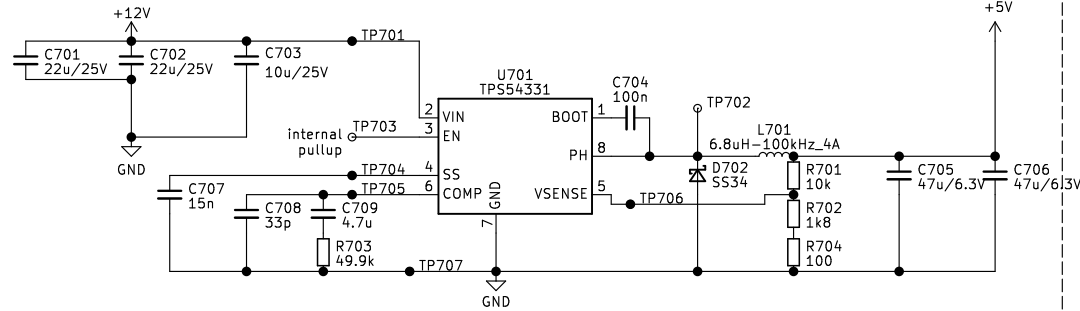 +12V
+5V
C701
22u/25V
C702
22u/25V
C703
10u/25V
TP701
U701
TPS54331
C704
100n
TP702
2
VIN
BOOT
1
internal
pullup
TP703
3
EN
L701
6.8uH-100kHz_4A
PH
8
TP704
4
SS
D702
SS34
R701
10k
C705
47u/6.3V
C706
47u/6.3V
C707
15n
TP705
6
COMP
GND
VSENSE
5
TP706
C708
33p
C709
4.7u
7
R702
1k8
R703
49.9k
R704
100
TP707
GND
GND